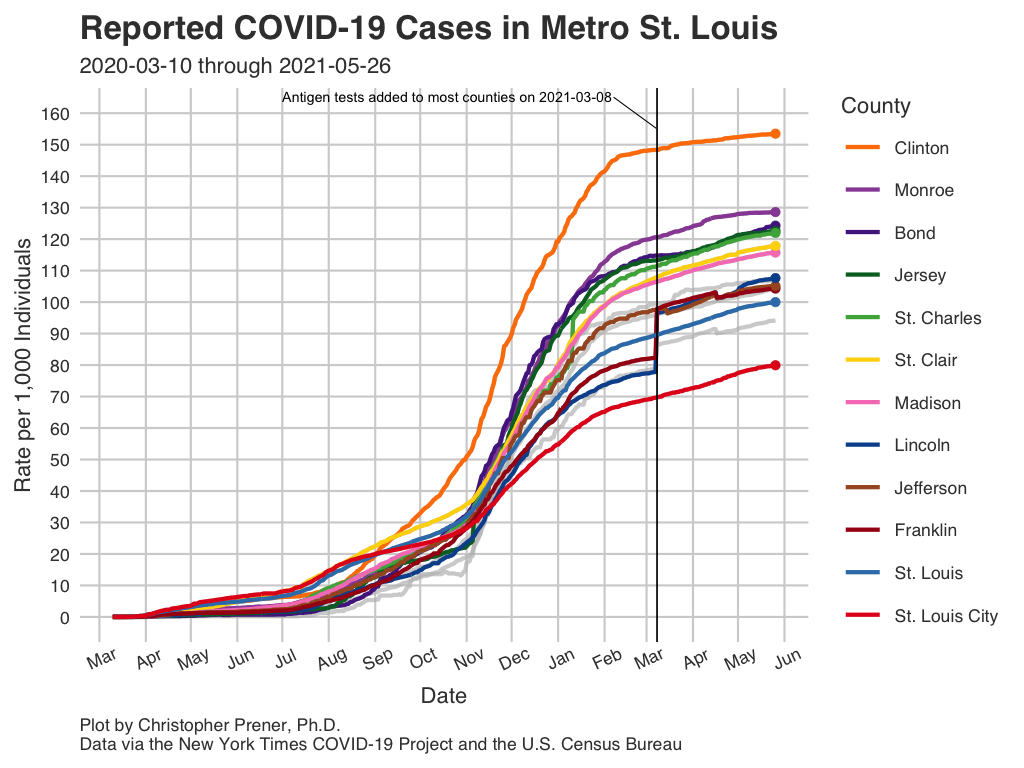 Reported COVID-19 Cases in Metro St. Louis
2020-03-10 through 2021-05-26
Antigen tests added to most counties on 2021-03-08
Rate per 1,000 Individuals
160
150
140
130
120
110
100
90
80
70
60
50
40
30
20
10
0
Mar Apr May Jun Jul Aug Sep Oct Nov Dec Jan Feb Mar Apr May Jun
Date
County
Clinton
Monroe
Bond
Jersey
St. Charles
St. Clair
Madison
Lincoln
Jefferson
Franklin
St. Louis
St. Louis City
Plot by Christopher Prener, Ph.D.
Data via the New York Times COVID-19 Project and the U.S. Census Bureau